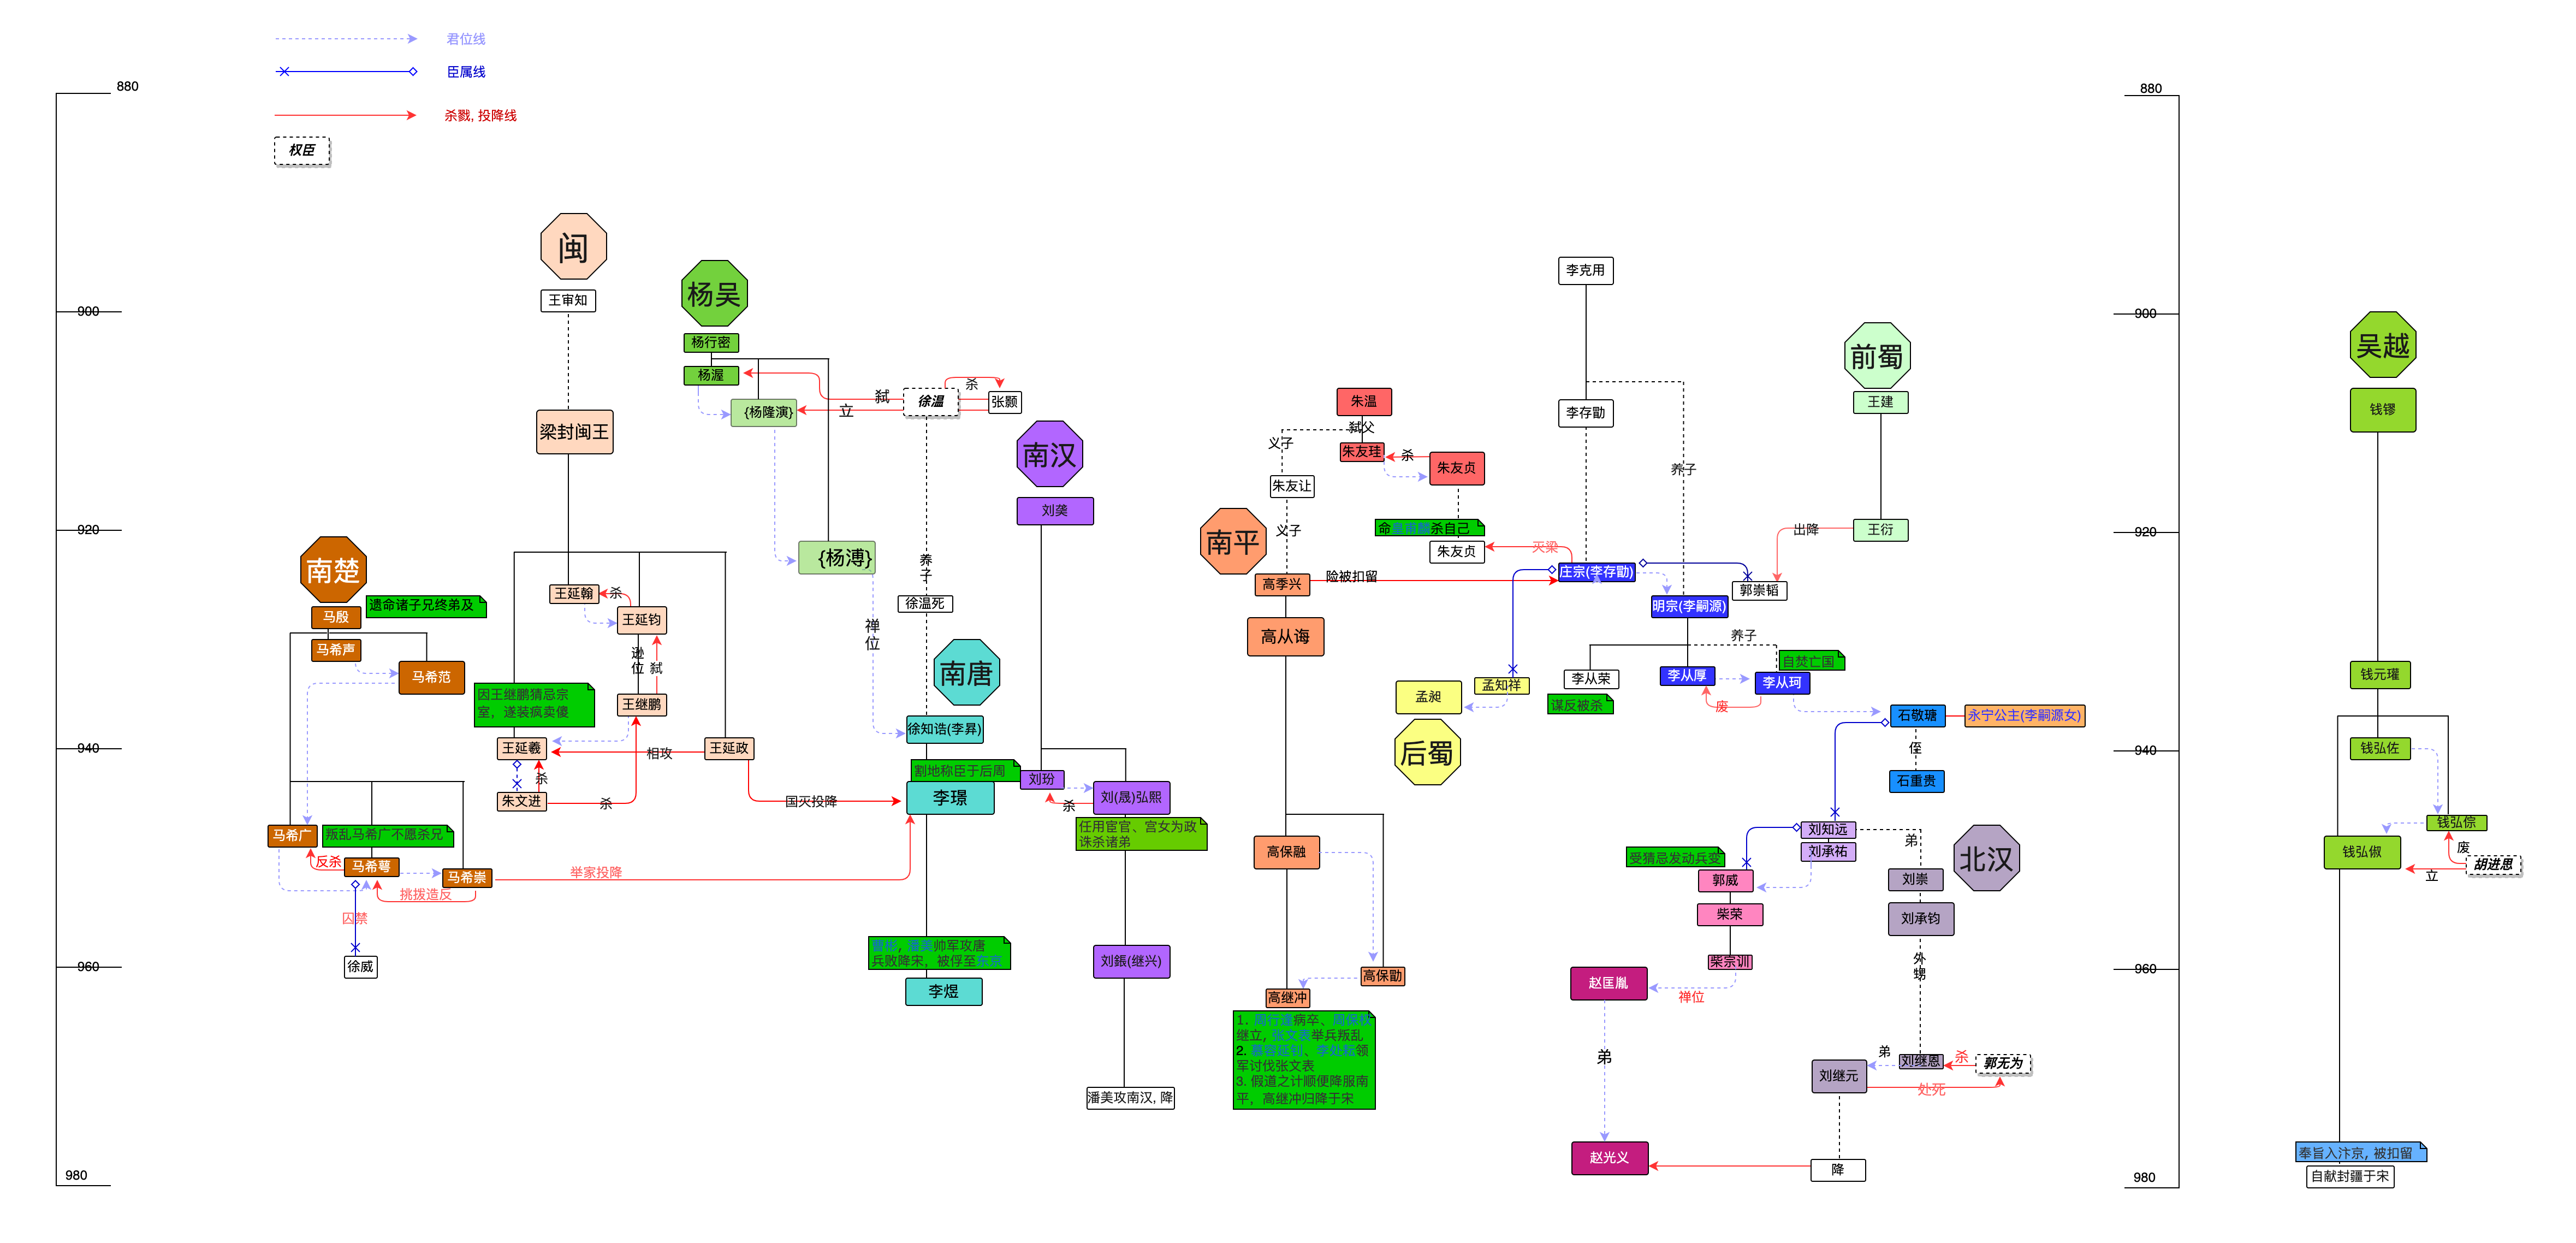 君位线
臣属线
杀戮, 投降线
权臣
880
900
920
940
960
980
闽
王审知
梁封闽王
王延翰
杀
王延钧
逊位
弑
王继鹏
因王继鹏猜忌宗
室，遂装疯卖傻
王延羲
相攻
王延政
杀
朱文进
杀
国灭投降
南楚
马殷
遗命诸子兄终弟及
马希声
马希范
马希广
叛乱马希广不愿杀兄
反杀
马希萼
马希崇
挑拨造反
举家投降
囚禁
徐威
杨吴
杨行密
杨渥
{杨隆演}
弑
立
徐温
杀
张颢
{杨溥}
养子
徐温死
禅位
南唐
徐知诰(李昪)
割地称臣于后周
李璟
曹彬, 潘美帅军攻唐
兵败降宋，被俘至东京
李煜
南汉
刘䶮
刘玢
杀
刘(晟)弘熙
任用宦官、宫女为政
诛杀诸弟
刘鋹(继兴)
潘美攻南汉, 降
朱温
弑父
义子
朱友珪
杀
朱友贞
朱友让
义子
命皇甫麟杀自己
朱友贞
灭梁
南平
高季兴
险被扣留
高从诲
高保融
高保勖
高继冲
1. 周行逢病卒、周保权
继立, 张文表举兵叛乱
2. 慕容延钊、李处耘领
军讨伐张文表
3. 假道之计顺便降服南
平，高继冲归降于宋
李克用
李存勖
养子
庄宗(李存勖)
明宗(李嗣源)
郭崇韬
出降
前蜀
王建
王衍
养子
李从荣
谋反被杀
李从厚
废
李从珂
自焚亡国
孟知祥
孟昶
后蜀
石敬瑭
永宁公主(李嗣源女)
侄
石重贵
刘知远
刘承祐
弟
受猜忌发动兵变
郭威
柴荣
柴宗训
禅位
赵匡胤
弟
赵光义
北汉
刘崇
刘承钧
外甥
刘继恩
杀
郭无为
弟
刘继元
处死
降
880
900
920
940
960
980
吴越
钱镠
钱元瓘
钱弘佐
钱弘倧
废
胡进思
立
钱弘俶
奉旨入汴京, 被扣留
自献封疆于宋